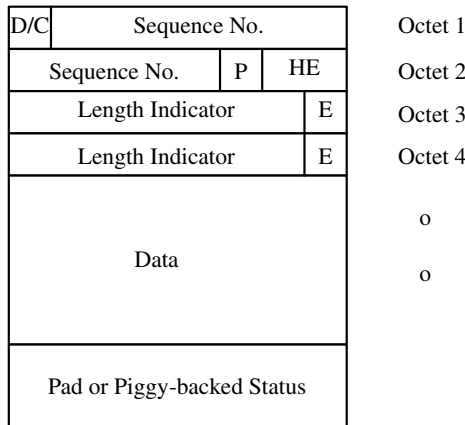 D/C Sequence No. Octet 1
Sequence No. P HE Octet 2
Length Indicator E Octet 3
Length Indicator E Octet 4
o
Data
o
Pad or Piggy-backed Status